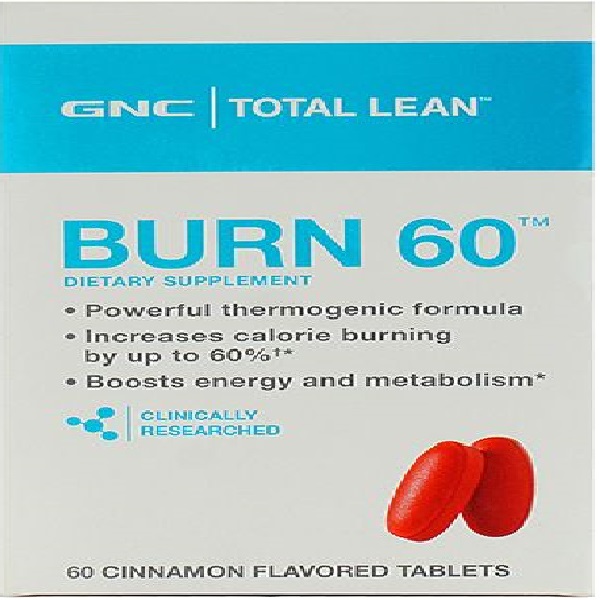 GNC | TOTAL LEAN™
BURN 60™
DIETARY SUPPLEMENT
• Powerful thermogenic formula
• Increases calorie burning
by up to 60%†*
• Boosts energy and metabolism*
CLINICALLY
RESEARCHED
60 CINNAMON FLAVORED TABLETS